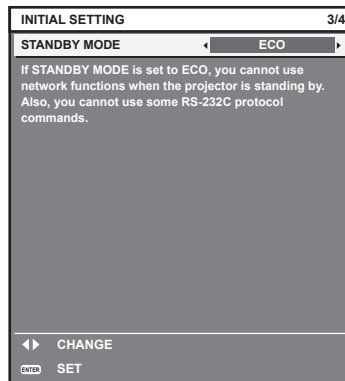 INITIAL SETTING 3/4
STANDBY MODE ECO
If STANDBY MODE is set to ECO, you cannot use
network functions when the projector is standing by.
Also, you cannot use some RS-232C protocol
commands.
CHANGE
ENTER SET